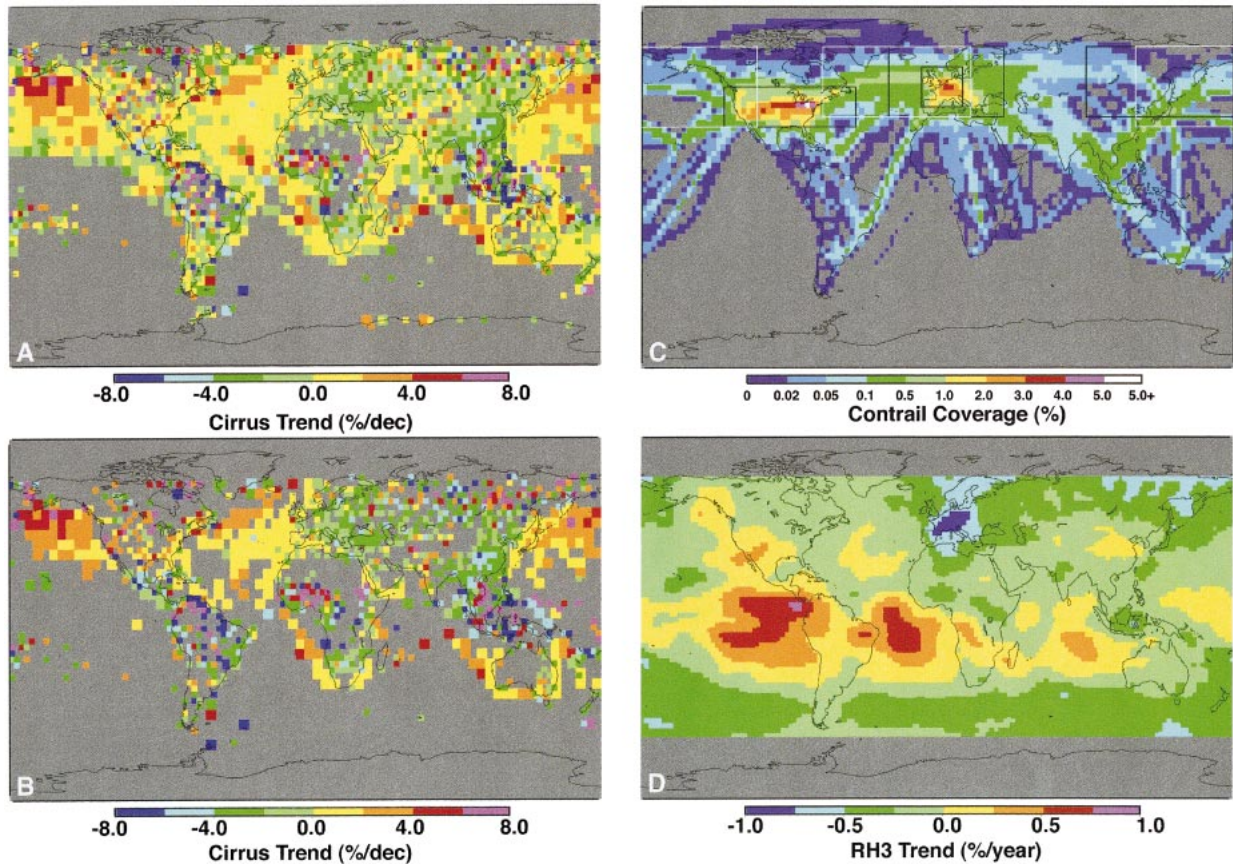 A
-8.0 -4.0 0.0 4.0 8.0
Cirrus Trend (%/dec)
C
0 0.02 0.05 0.1 0.5 1.0 2.0 3.0 4.0 5.0 5.0+
Contrail Coverage (%)
B
-8.0 -4.0 0.0 4.0 8.0
Cirrus Trend (%/dec)
D
-1.0 -0.5 0.0 0.5 1.0
RH3 Trend (%/year)